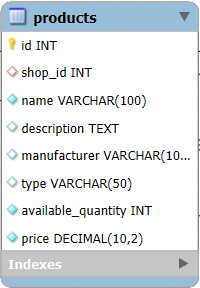 products
id INT
shop_id INT
name VARCHAR(100)
description TEXT
manufacturer VARCHAR(10...
type VARCHAR(50)
available_quantity INT
price DECIMAL(10,2)
Indexes